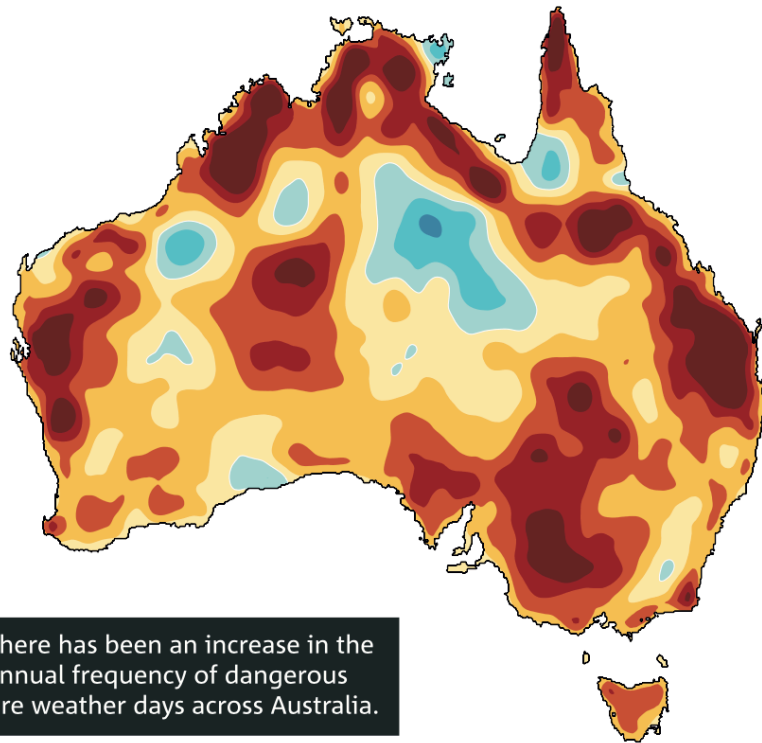 here has been an increase in the
nnual frequency of dangerous
re weather days across Australia.